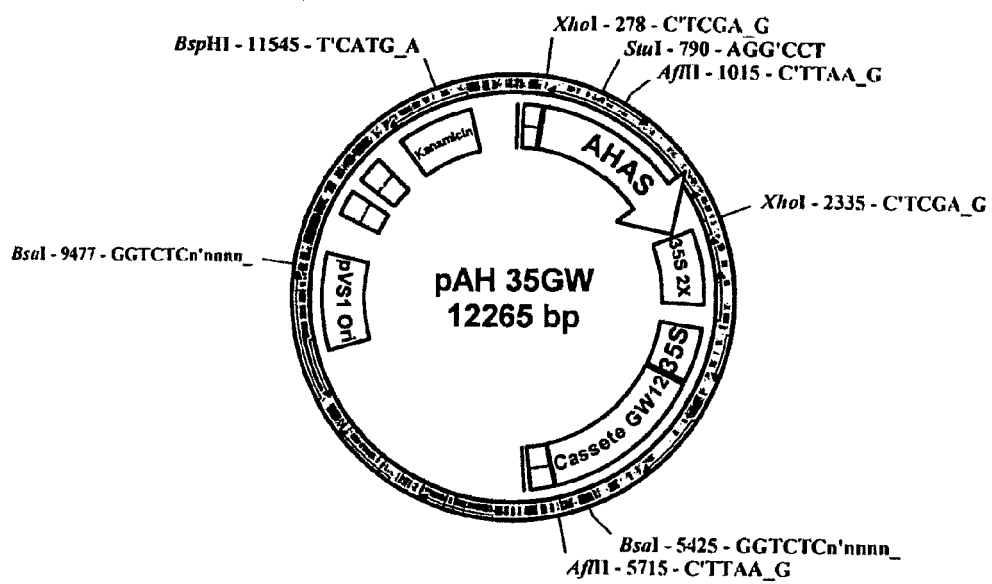 XhoI - 278 - C'TCGA_G
StuI - 790 - AGG'CCT
BspHI - 11545 - T'CATG_A
AflII - 1015 - C'TTAA_G
Kanamicin
AHAS
XhoI - 2335 - C'TCGA_G
BsaI - 9477 - GGTCTCn'nnnn_
35S 2X
pVS1 Ori
pAH 35GW
12265 bp
35S
Cassete GW12
BsaI - 5425 - GGTCTCn'nnnn_
AflII - 5715 - C'TTAA_G